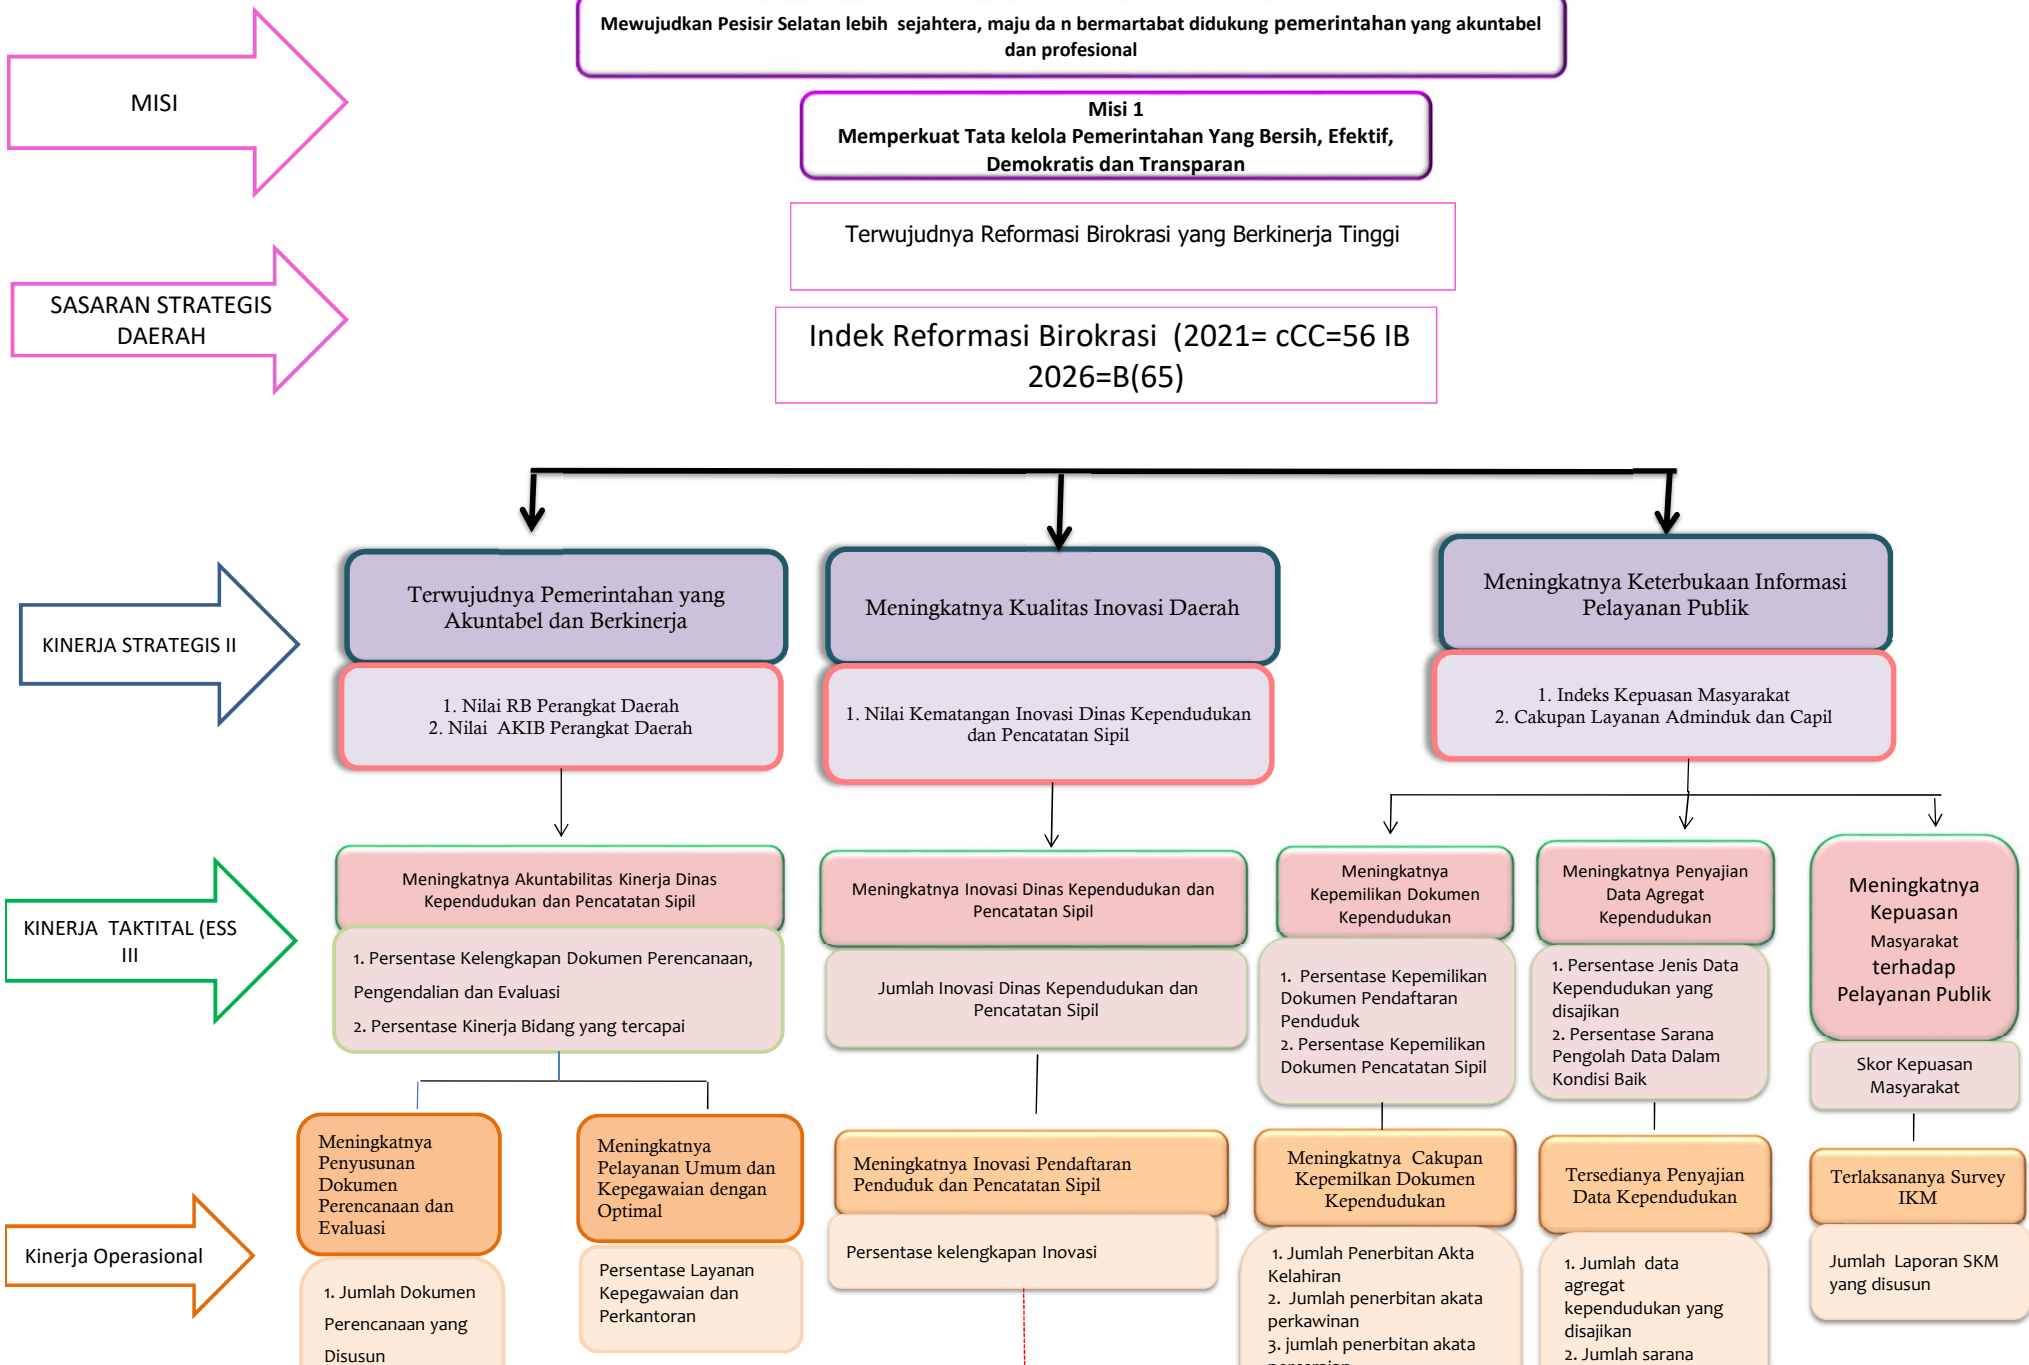 Mewujudkan Pesisir Selatan lebih sejahtera, maju da n bermartabat didukung pemerintahan yang akuntabel
dan profesional
MISI
Misi 1
Memperkuat Tata kelola Pemerintahan Yang Bersih, Efektif,
Demokratis dan Transparan
Terwujudnya Reformasi Birokrasi yang Berkinerja Tinggi
SASARAN STRATEGIS
DAERAH
Indek Reformasi Birokrasi (2021= cCC=56 IB
2026=B(65)
KINERJA STRATEGIS II
Terwujudnya Pemerintahan yang
Akuntabel dan Berkinerja
1. Nilai RB Perangkat Daerah
2. Nilai AKIB Perangkat Daerah
Meningkatnya Kualitas Inovasi Daerah
1. Nilai Kematangan Inovasi Dinas Kependudukan
dan Pencatatan Sipil
Meningkatnya Keterbukaan Informasi
Pelayanan Publik
1. Indeks Kepuasan Masyarakat
2. Cakupan Layanan Adminduk dan Capil
KINERJA TAKTITAL (ESS
III
Meningkatnya Akuntabilitas Kinerja Dinas
Kependudukan dan Pencatatan Sipil
1. Persentase Kelengkapan Dokumen Perencanaan,
Pengendalian dan Evaluasi
2. Persentase Kinerja Bidang yang tercapai
Meningkatnya Inovasi Dinas Kependudukan dan
Pencatatan Sipil
Jumlah Inovasi Dinas Kependudukan dan
Pencatatan Sipil
Meningkatnya
Kepemilikan Dokumen
Kependudukan
1. Persentase Kepemilikan
Dokumen Pendaftaran
Penduduk
2. Persentase Kepemilikan
Dokumen Pencatatan Sipil
Meningkatnya Penyajian
Data Agregat
Kependudukan
1. Persentase Jenis Data
Kependudukan yang
disajikan
2. Persentase Sarana
Pengolah Data Dalam
Kondisi Baik
Meningkatnya
Kepuasan
Masyarakat
terhadap
Pelayanan Publik
Skor Kepuasan
Masyarakat
Kinerja Operasional
Meningkatnya
Penyusunan
Dokumen
Perencanaan dan
Evaluasi
1. Jumlah Dokumen
Perencanaan yang
Disusun
Meningkatnya
Pelayanan Umum dan
Kepegawaian dengan
Optimal
Persentase Layanan
Kepegawaian dan
Perkantoran
Meningkatnya Inovasi Pendaftaran
Penduduk dan Pencatatan Sipil
Persentase kelengkapan Inovasi
Meningkatnya Cakupan
Kepemilkan Dokumen
Kependudukan
1. Jumlah Penerbitan Akta
Kelahiran
2. Jumlah penerbitan akata
perkawinan
3. jumlah penerbitan akata
Tersedianya Penyajian
Data Kependudukan
1. Jumlah data
agregat
kependudukan yang
disajikan
2. Jumlah sarana
Terlaksananya Survey
IKM
Jumlah Laporan SKM
yang disusun